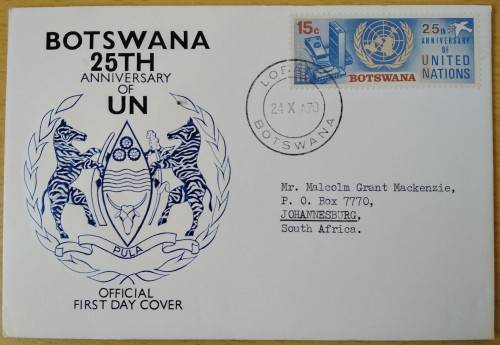 BOTSWANA
25TH
ANNIVERSARY
OF
UN
PULA
OFFICIAL
FIRST DAY COVER
15c
25th
ANNIVERSARY
OF
UNITED
NATIONS
BOTSWANA
24 X 70
BOTSWANA
Mr. Malcolm Grant Mackenzie,
P. O. Box 7770,
JOHANNESBURG,
South Africa.